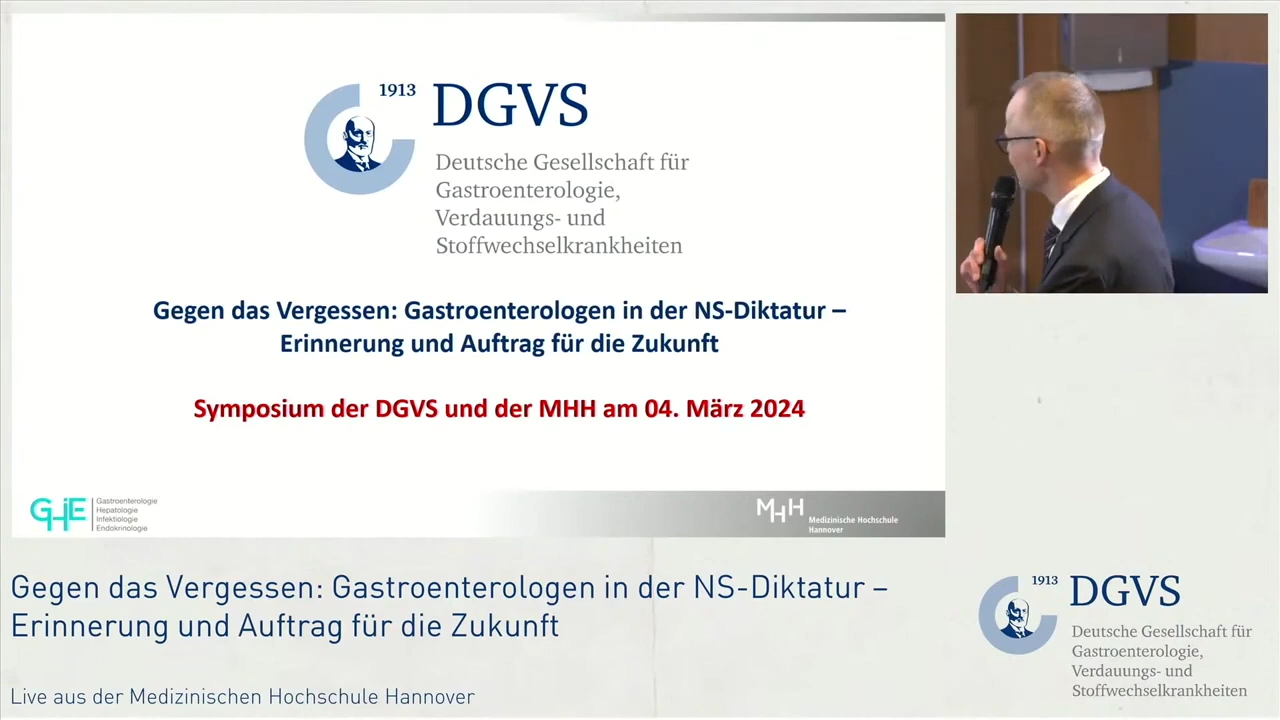 1913 DGVS
Deutsche Gesellschaft für
Gastroenterologie,
Verdauungs- und
Stoffwechselkrankheiten
Gegen das Vergessen: Gastroenterologen in der NS-Diktatur –
Erinnerung und Auftrag für die Zukunft
Symposium der DGVS und der MHH am 04. März 2024
GHE
Gastroenterologie
Hepatologie
Infektiologie
Endokrinologie
MHH
Medizinische Hochschule
Hannover
Gegen das Vergessen: Gastroenterologen in der NS-Diktatur –
Erinnerung und Auftrag für die Zukunft
Live aus der Medizinischen Hochschule Hannover
1913 DGVS
Deutsche Gesellschaft für
Gastroenterologie,
Verdauungs- und
Stoffwechselkrankheiten